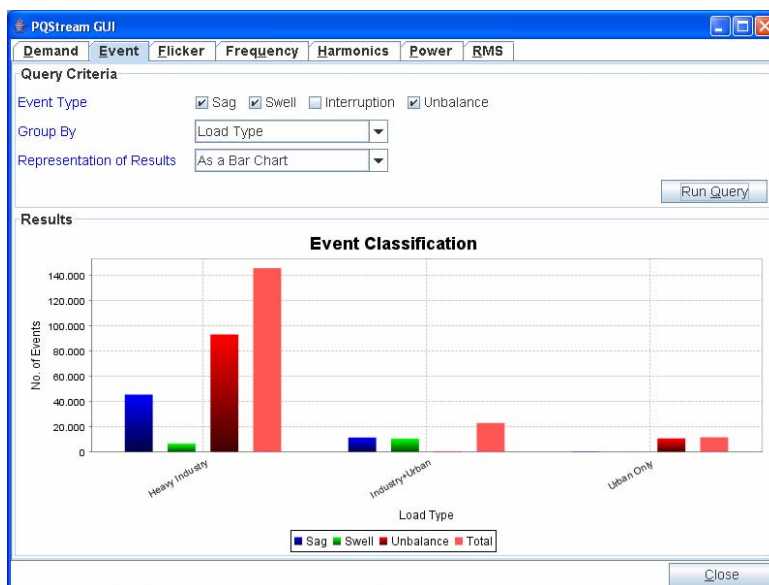 PQStream GUI
Demand Event Flicker Frequency Harmonics Power RMS
Query Criteria
Event Type Sag Swell Interruption Unbalance
Group By Load Type
Representation of Results As a Bar Chart
Run Query
Results
Event Classification
140.000
120.000
100.000
80.000
60.000
40.000
20.000
0
No. of Events
Heavy Industry Industry+Urban Urban Only
Load Type
Sag Swell Unbalance Total
Close